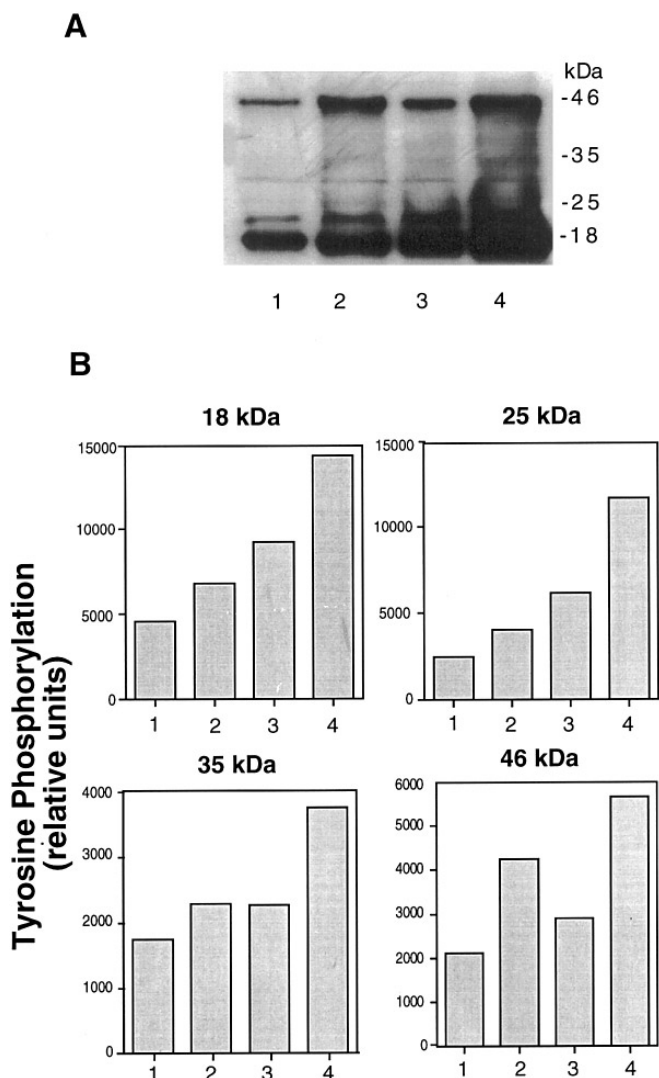 A
kDa
-46
-35
-25
-18
1 2 3 4
B
Tyrosine Phosphorylation
(relative units)
18 kDa
15000
10000
5000
0
1 2 3 4
25 kDa
15000
10000
5000
0
1 2 3 4
35 kDa
4000
3000
2000
1000
0
1 2 3 4
46 kDa
6000
5000
4000
3000
2000
1000
0
1 2 3 4